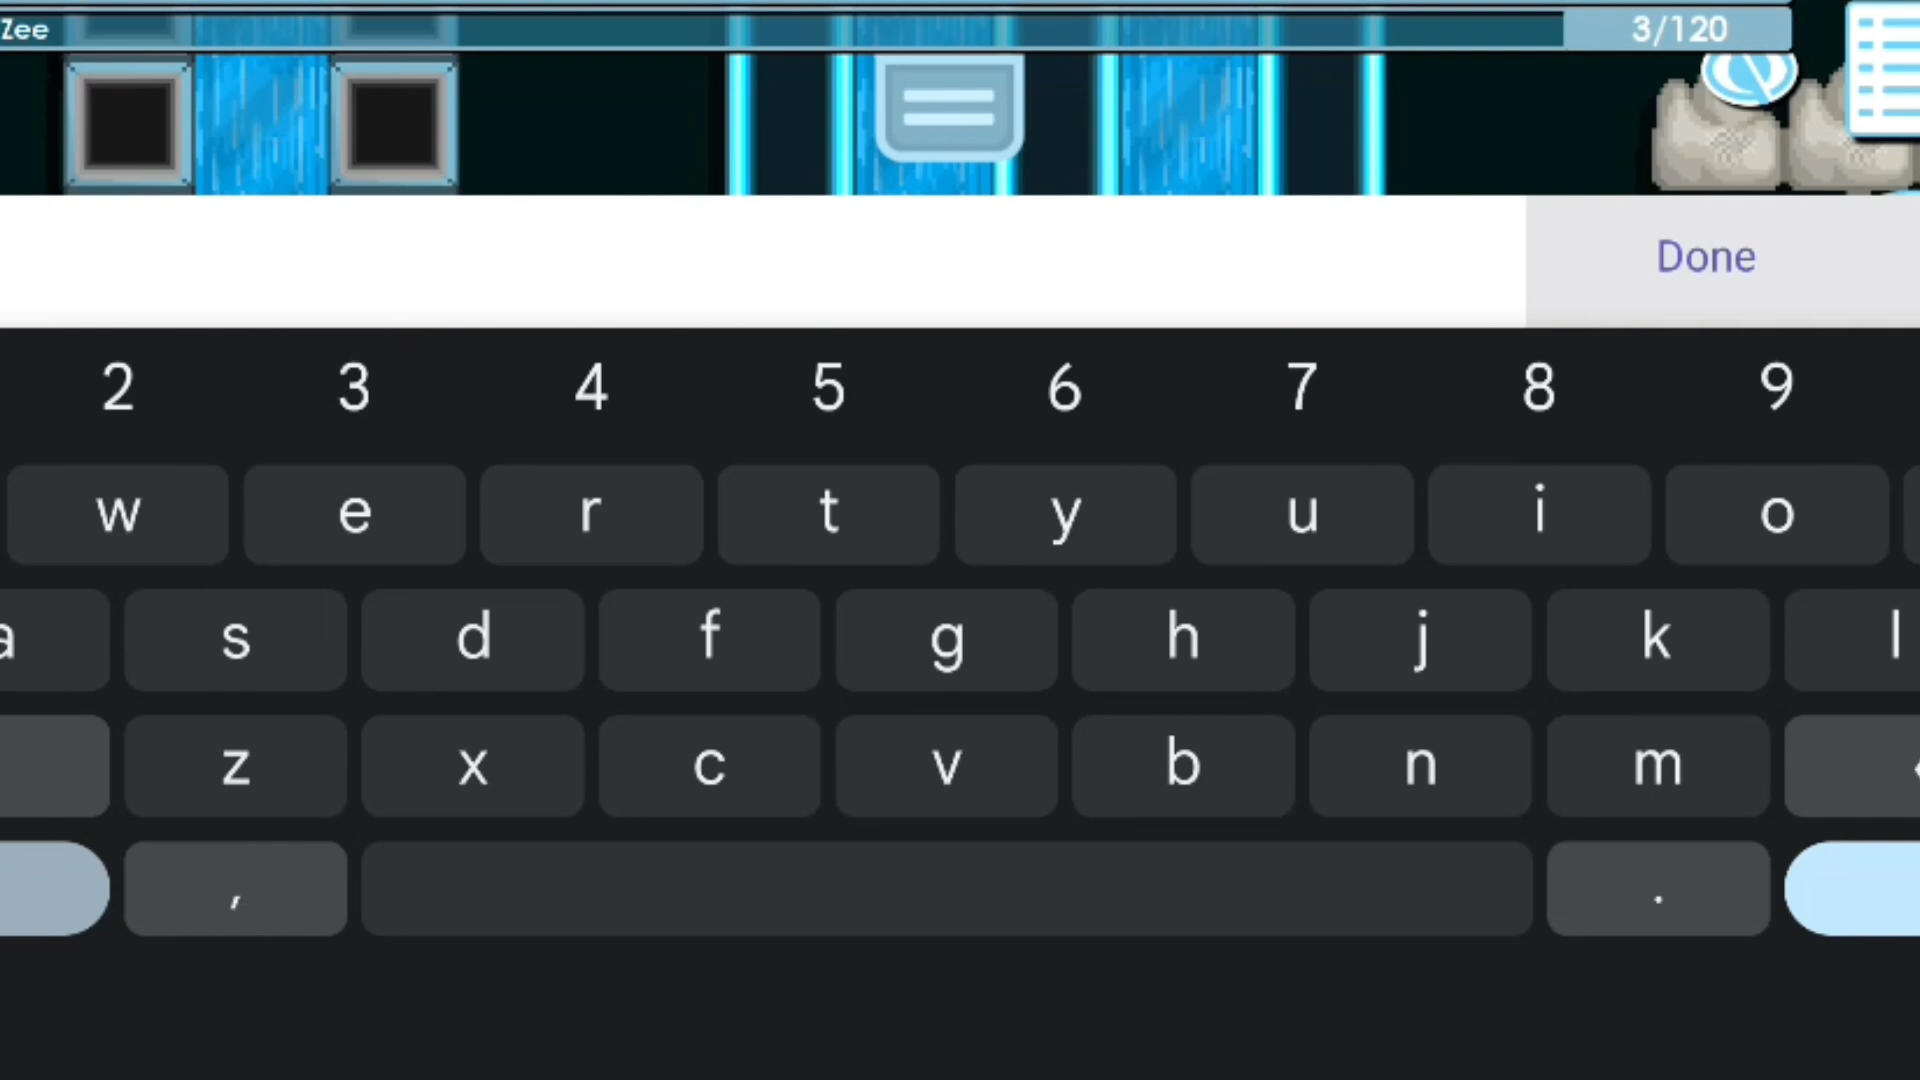 Zee 3/120
Done
2 3 4 5 6 7 8 9
w e r t y u i o
a s d f g h j k l
z x c v b n m
, .